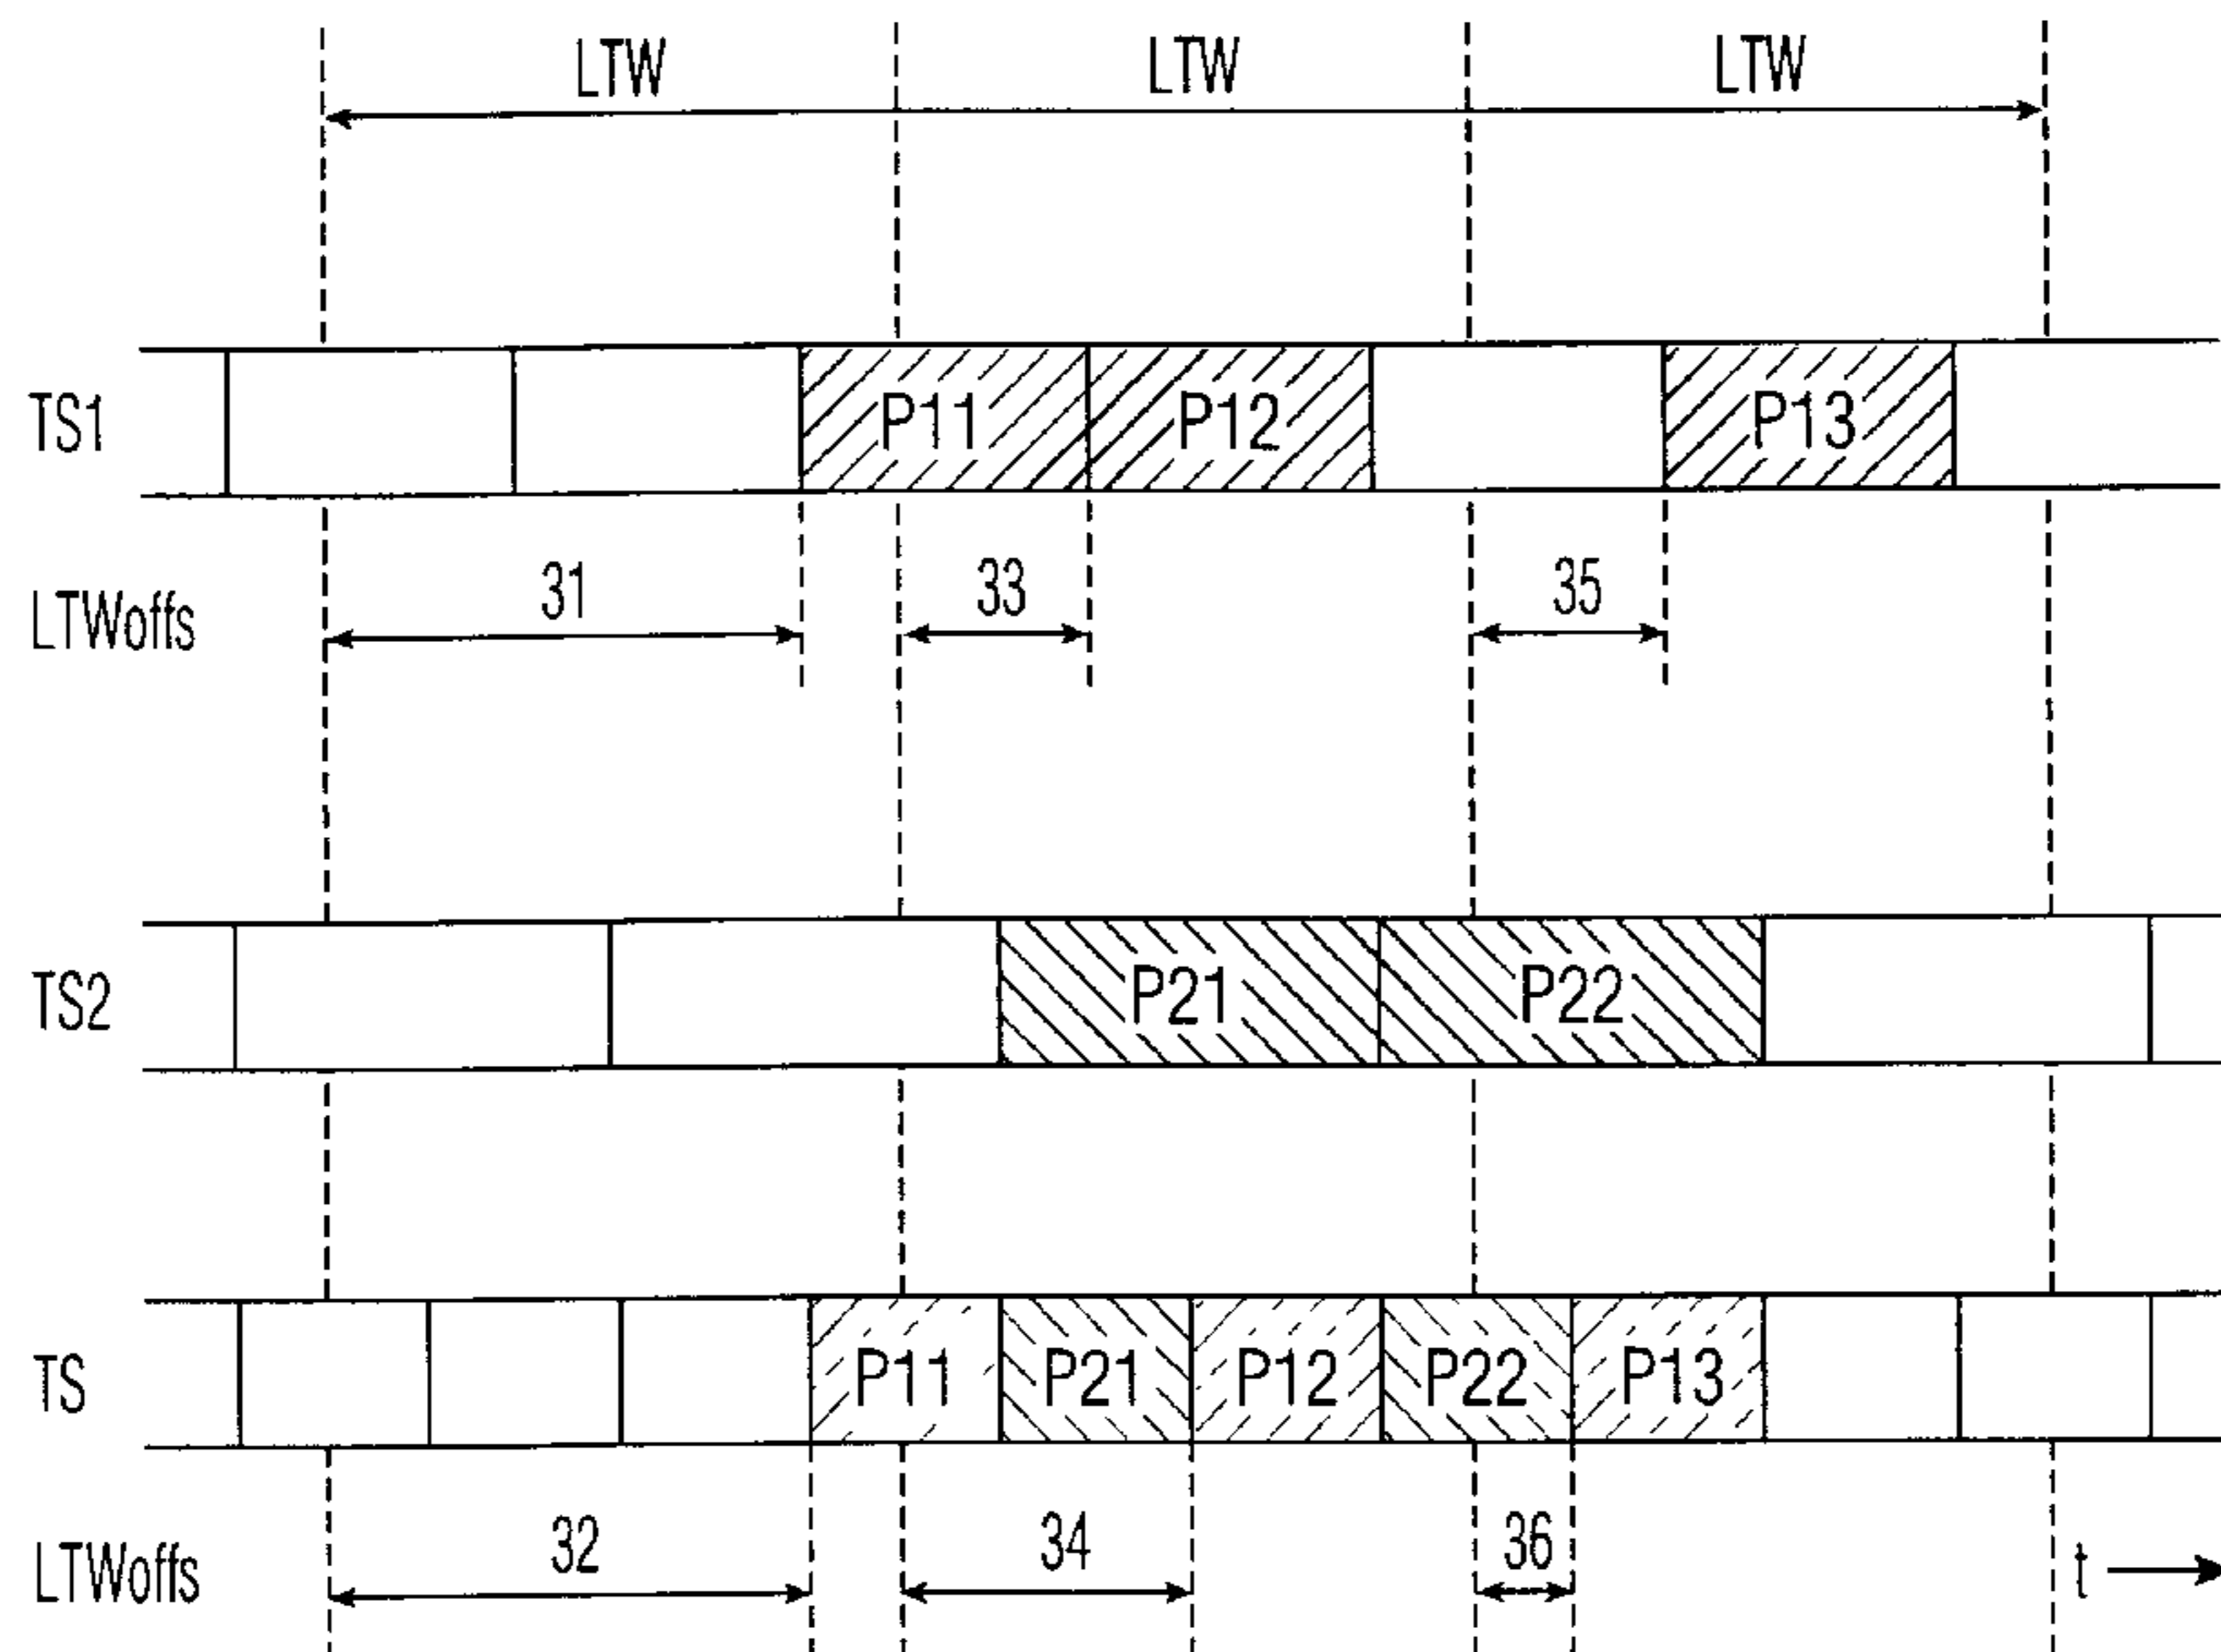 LTW LTW LTW
TS1 P11 P12 P13
LTWoffs 31 33 35
TS2 P21 P22
TS P11 P21 P12 P22 P13
LTWoffs 32 34 36 t